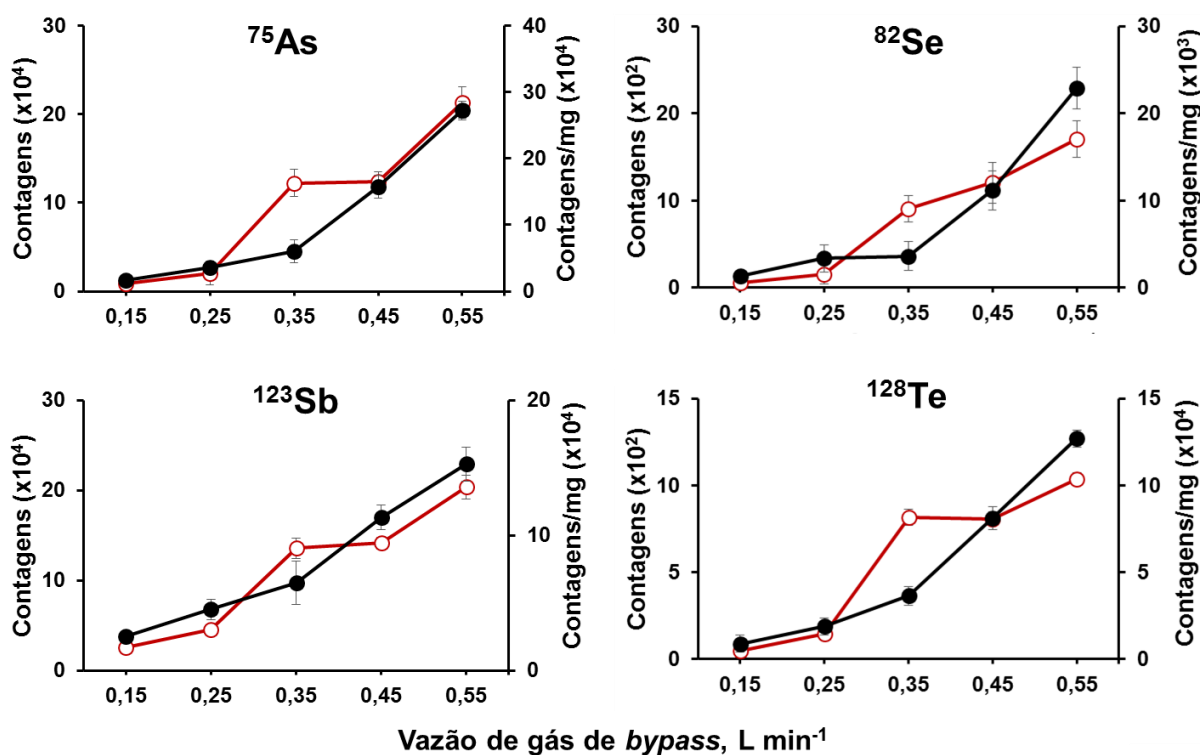 ⁷⁵As
Contagens (x10⁴)
30
20
10
0
40
30
20
10
0
Contagens/mg (x10⁴)
0,15 0,25 0,35 0,45 0,55
⁸²Se
Contagens (x10²)
30
20
10
0
30
20
10
0
Contagens/mg (x10³)
0,15 0,25 0,35 0,45 0,55
¹²³Sb
Contagens (x10⁴)
30
20
10
0
20
10
0
Contagens/mg (x10⁴)
0,15 0,25 0,35 0,45 0,55
¹²⁸Te
Contagens (x10²)
15
10
5
0
15
10
5
0
Contagens/mg (x10⁴)
0,15 0,25 0,35 0,45 0,55
Vazão de gás de bypass, L min⁻¹